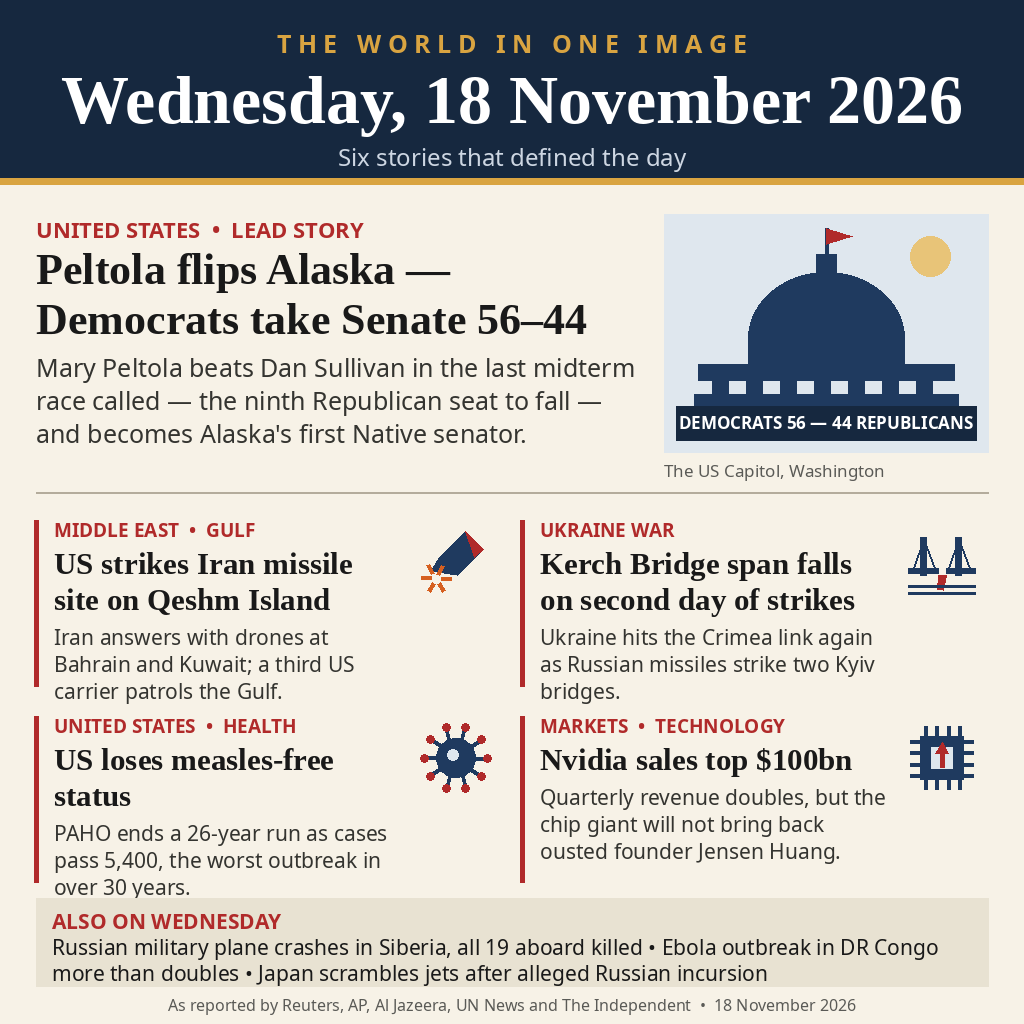 THE WORLD IN ONE IMAGE
Wednesday, 18 November 2026
Six stories that defined the day
UNITED STATES • LEAD STORY
Peltola flips Alaska —
Democrats take Senate 56–44
Mary Peltola beats Dan Sullivan in the last midterm
race called — the ninth Republican seat to fall —
and becomes Alaska's first Native senator.
DEMOCRATS 56 — 44 REPUBLICANS
The US Capitol, Washington
MIDDLE EAST • GULF
US strikes Iran missile
site on Qeshm Island
Iran answers with drones at
Bahrain and Kuwait; a third US
carrier patrols the Gulf.
UKRAINE WAR
Kerch Bridge span falls
on second day of strikes
Ukraine hits the Crimea link again
as Russian missiles strike two Kyiv
bridges.
UNITED STATES • HEALTH
US loses measles-free
status
PAHO ends a 26-year run as cases
pass 5,400, the worst outbreak in
over 30 years.
MARKETS • TECHNOLOGY
Nvidia sales top $100bn
Quarterly revenue doubles, but the
chip giant will not bring back
ousted founder Jensen Huang.
ALSO ON WEDNESDAY
Russian military plane crashes in Siberia, all 19 aboard killed • Ebola outbreak in DR Congo
more than doubles • Japan scrambles jets after alleged Russian incursion
As reported by Reuters, AP, Al Jazeera, UN News and The Independent • 18 November 2026